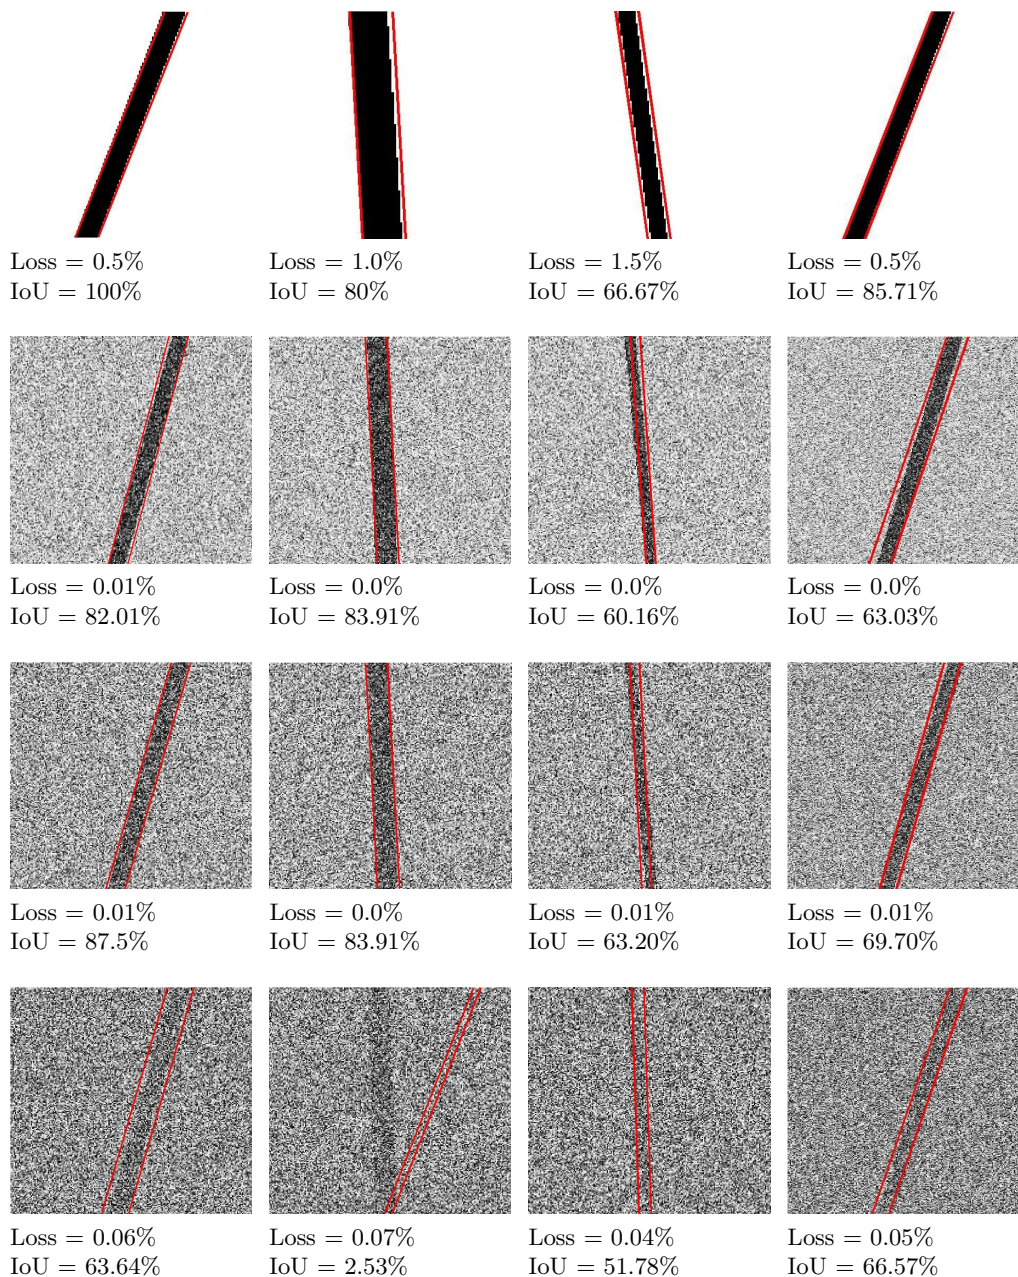 Loss = 0.5%
IoU = 100%
Loss = 1.0%
IoU = 80%
Loss = 1.5%
IoU = 66.67%
Loss = 0.5%
IoU = 85.71%
Loss = 0.01%
IoU = 82.01%
Loss = 0.0%
IoU = 83.91%
Loss = 0.0%
IoU = 60.16%
Loss = 0.0%
IoU = 63.03%
Loss = 0.01%
IoU = 87.5%
Loss = 0.0%
IoU = 83.91%
Loss = 0.01%
IoU = 63.20%
Loss = 0.01%
IoU = 69.70%
Loss = 0.06%
IoU = 63.64%
Loss = 0.07%
IoU = 2.53%
Loss = 0.04%
IoU = 51.78%
Loss = 0.05%
IoU = 66.57%